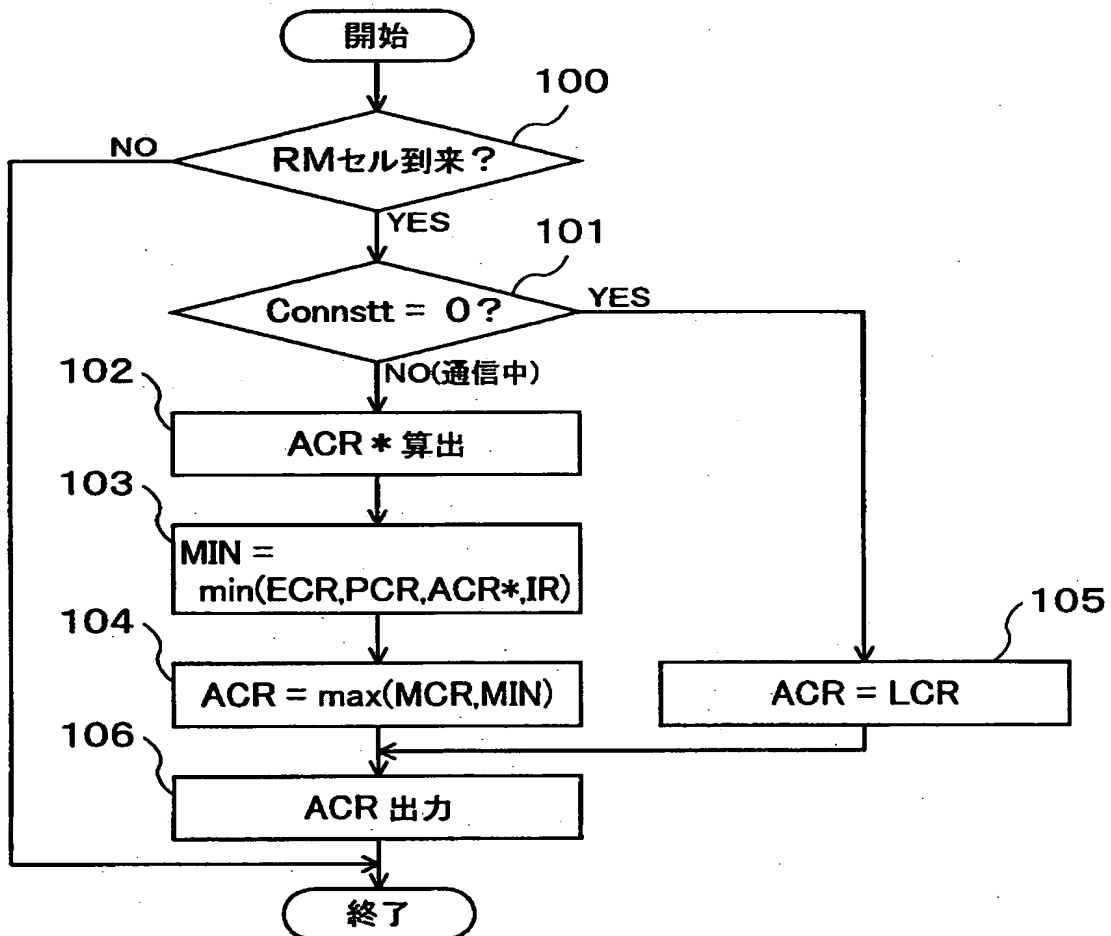 開始
100
NO
RMセル到来?
YES
101
Connstt = 0?
YES
NO(通信中)
102
ACR*算出
103
MIN =
min(ECR,PCR,ACR*,IR)
104
ACR = max(MCR,MIN)
105
ACR = LCR
106
ACR 出力
終了